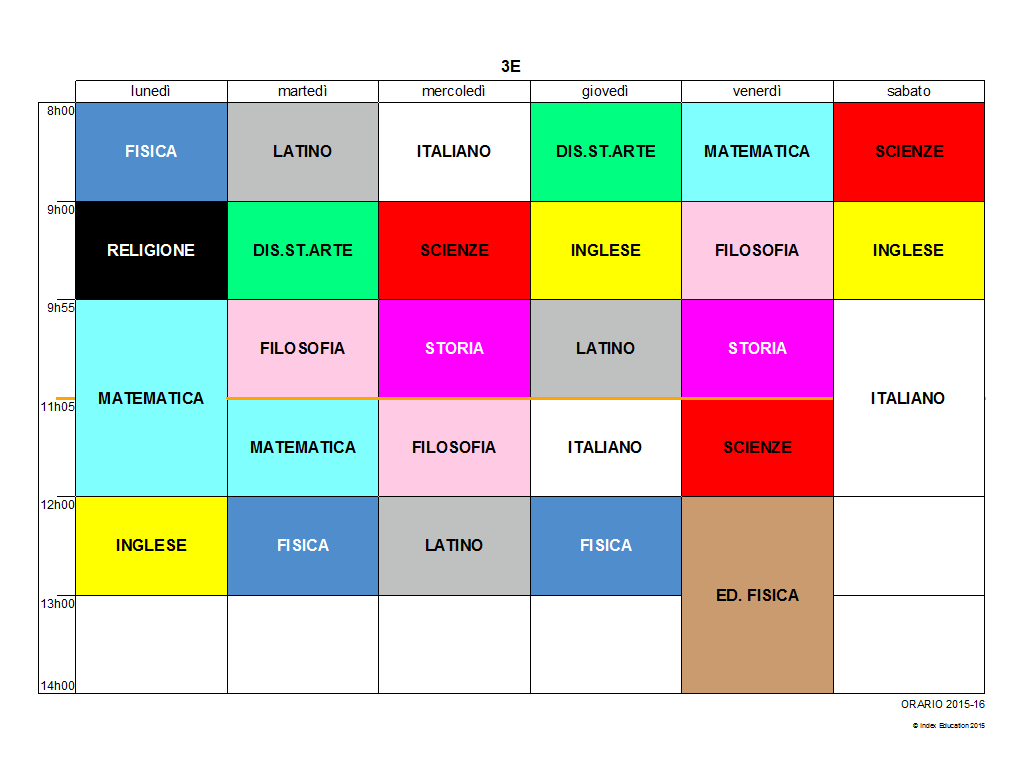 3E
lunedì martedì mercoledì giovedì venerdì sabato
8h00
FISICA LATINO ITALIANO DIS.ST.ARTE MATEMATICA SCIENZE
9h00
RELIGIONE DIS.ST.ARTE SCIENZE INGLESE FILOSOFIA INGLESE
9h55
FILOSOFIA STORIA LATINO STORIA
MATEMATICA ITALIANO
11h05
MATEMATICA FILOSOFIA ITALIANO SCIENZE
12h00
INGLESE FISICA LATINO FISICA
ED. FISICA
13h00
14h00
ORARIO 2015-16
© Index Education 2015